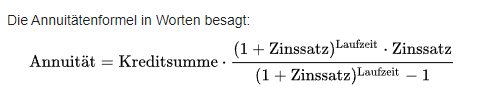 Die Annuitätenformel in Worten besagt:
Annuität = Kreditsumme · (1 + Zinssatz)^Laufzeit · Zinssatz / (1 + Zinssatz)^Laufzeit − 1